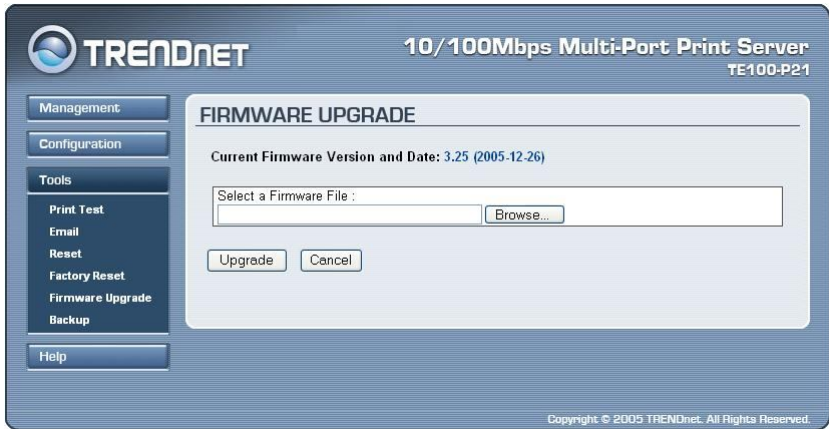 TRENDnet
10/100Mbps Multi-Port Print Server
TE100-P21
Management
Configuration
Tools
Print Test
Email
Reset
Factory Reset
Firmware Upgrade
Backup
Help
FIRMWARE UPGRADE
Current Firmware Version and Date: 3.25 (2005-12-26)
Select a Firmware File :
Browse...
Upgrade Cancel
Copyright © 2005 TRENDnet. All Rights Reserved.